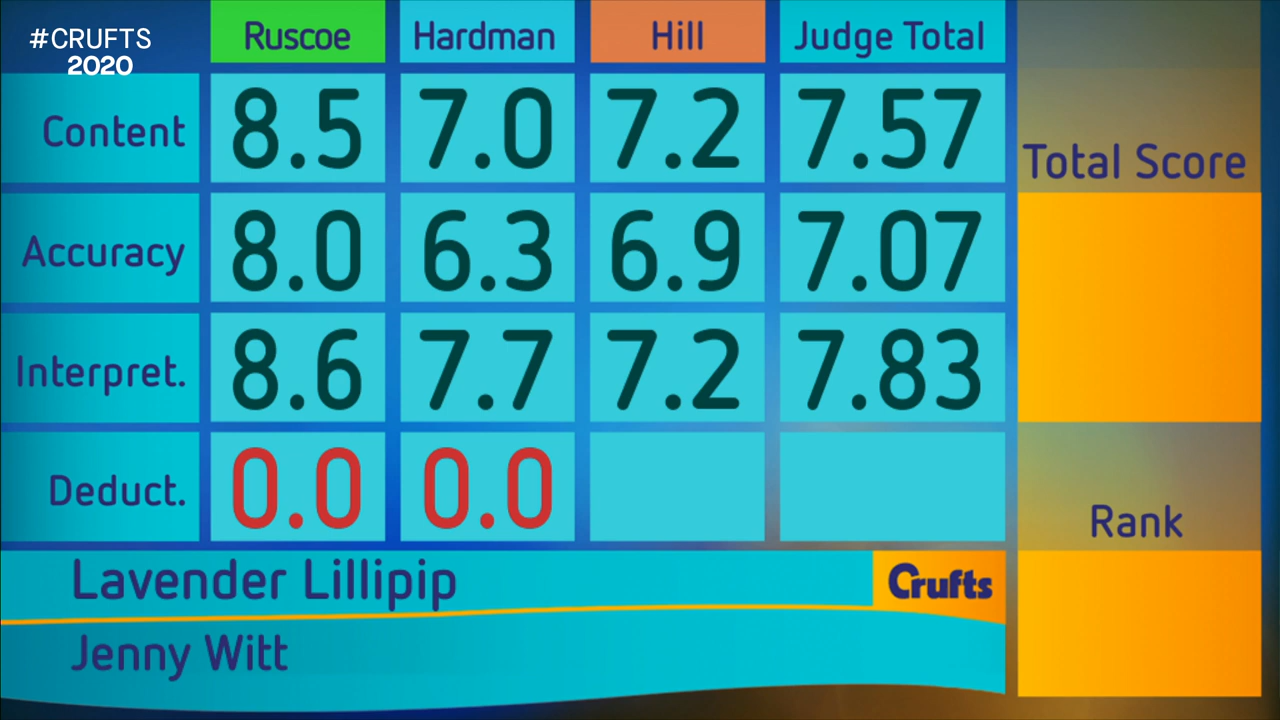 #CRUFTS
2020
Ruscoe Hardman Hill Judge Total
Content 8.5 7.0 7.2 7.57
Total Score
Accuracy 8.0 6.3 6.9 7.07
Interpret. 8.6 7.7 7.2 7.83
Deduct. 0.0 0.0
Rank
Lavender Lillipip
Crufts
Jenny Witt